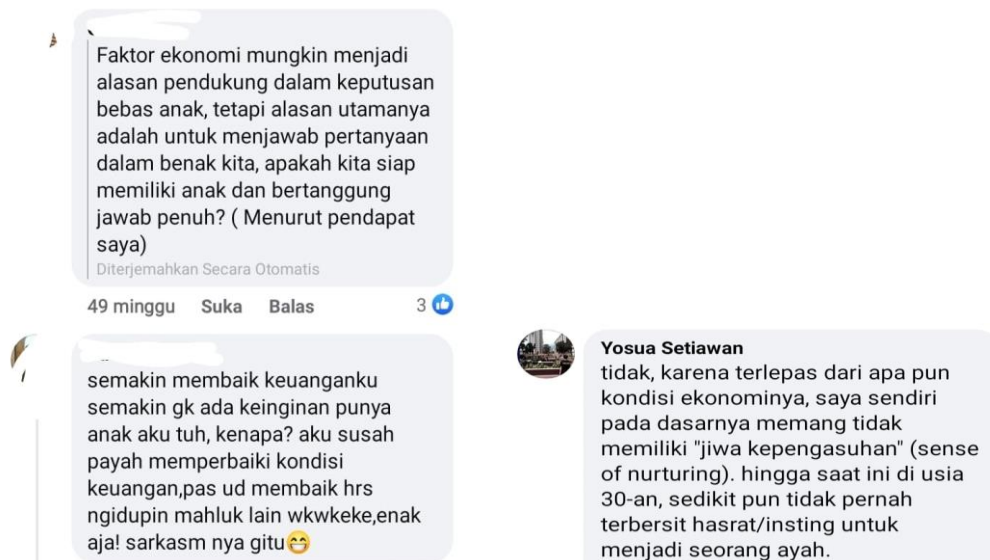 Faktor ekonomi mungkin menjadi
alasan pendukung dalam keputusan
bebas anak, tetapi alasan utamanya
adalah untuk menjawab pertanyaan
dalam benak kita, apakah kita siap
memiliki anak dan bertanggung
jawab penuh? ( Menurut pendapat
saya)
Diterjemahkan Secara Otomatis
49 minggu Suka Balas 3
semakin membaik keuanganku
semakin gk ada keinginan punya
anak aku tuh, kenapa? aku susah
payah memperbaiki kondisi
keuangan,pas ud membaik hrs
ngidupin mahluk lain wkwkeke,enak
aja! sarkasm nya gitu😁
Yosua Setiawan
tidak, karena terlepas dari apa pun
kondisi ekonominya, saya sendiri
pada dasarnya memang tidak
memiliki "jiwa kepengasuhan" (sense
of nurturing). hingga saat ini di usia
30-an, sedikit pun tidak pernah
terbersit hasrat/insting untuk
menjadi seorang ayah.